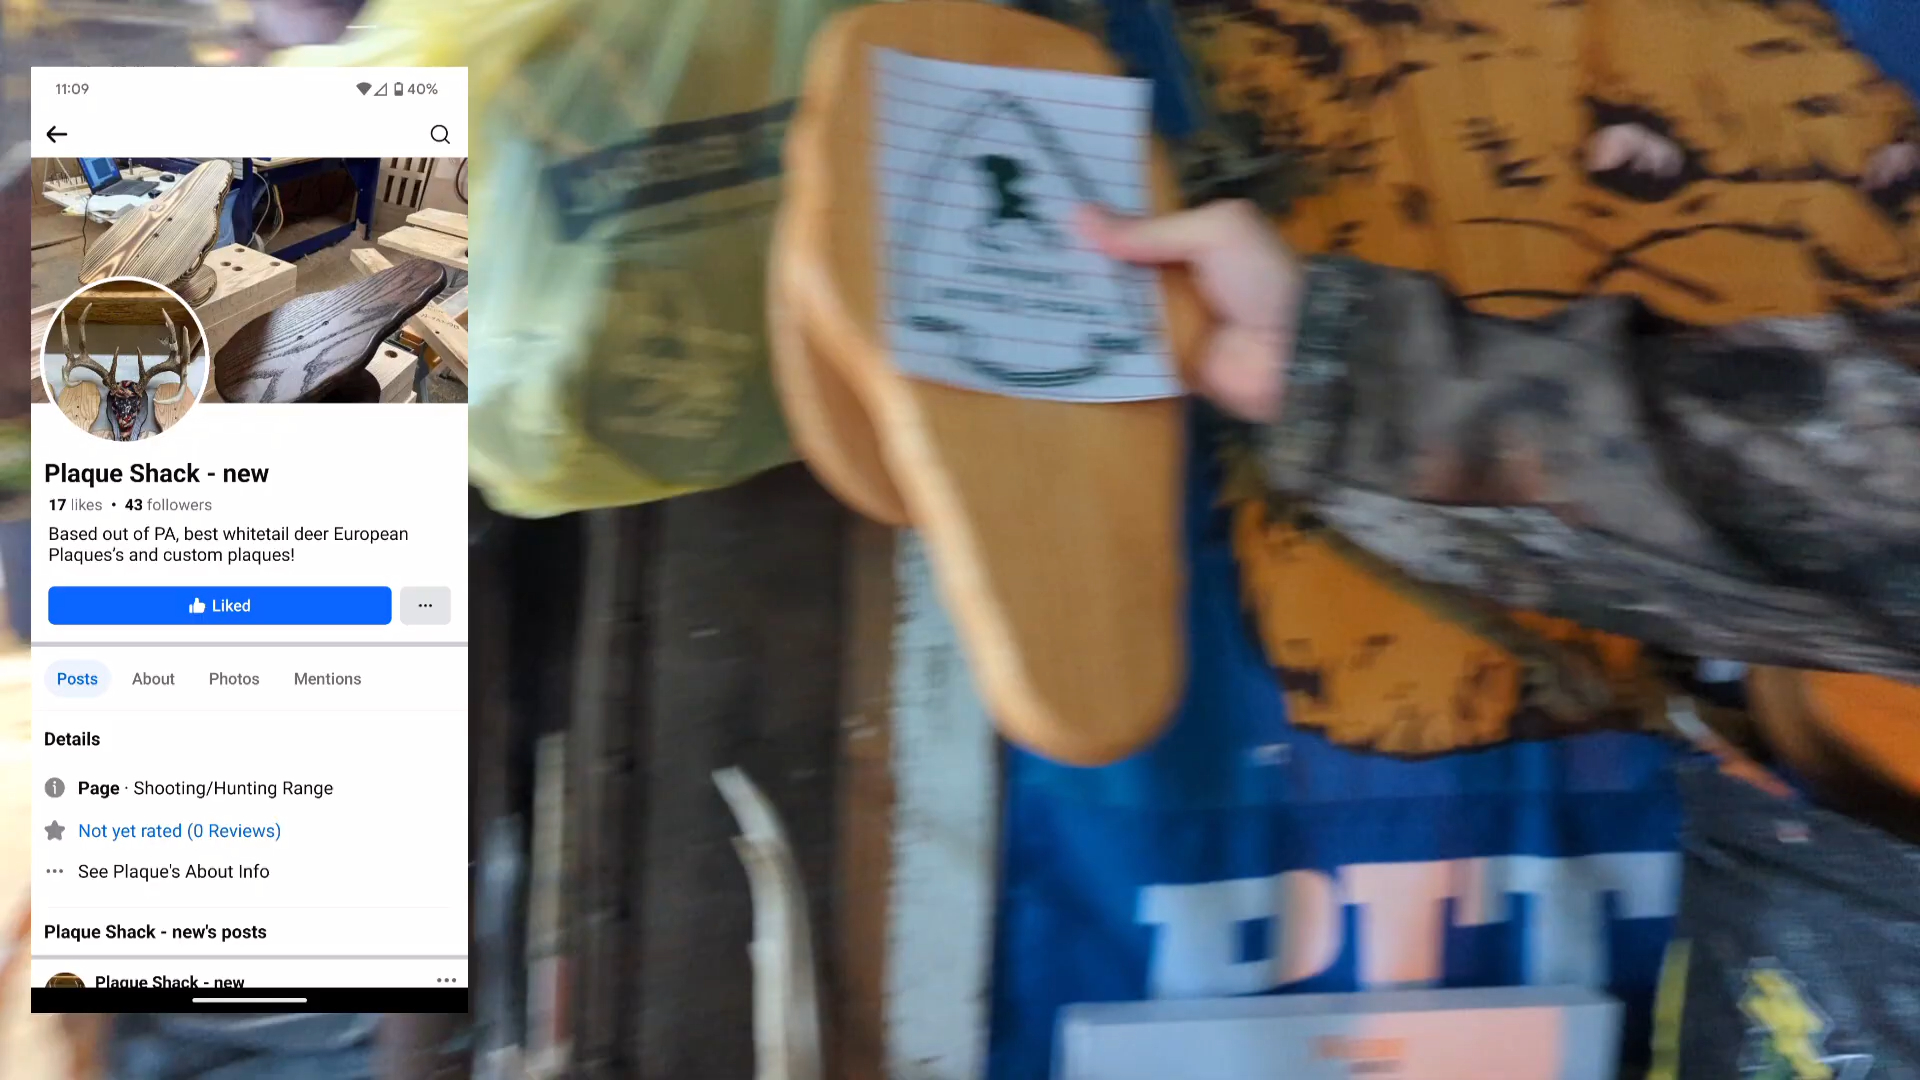 11:09
40%
Plaque Shack - new
17 likes • 43 followers
Based out of PA, best whitetail deer European
Plaques’s and custom plaques!
Liked
Posts About Photos Mentions
Details
Page · Shooting/Hunting Range
Not yet rated (0 Reviews)
See Plaque's About Info
Plaque Shack - new's posts
Plaque Shack - new